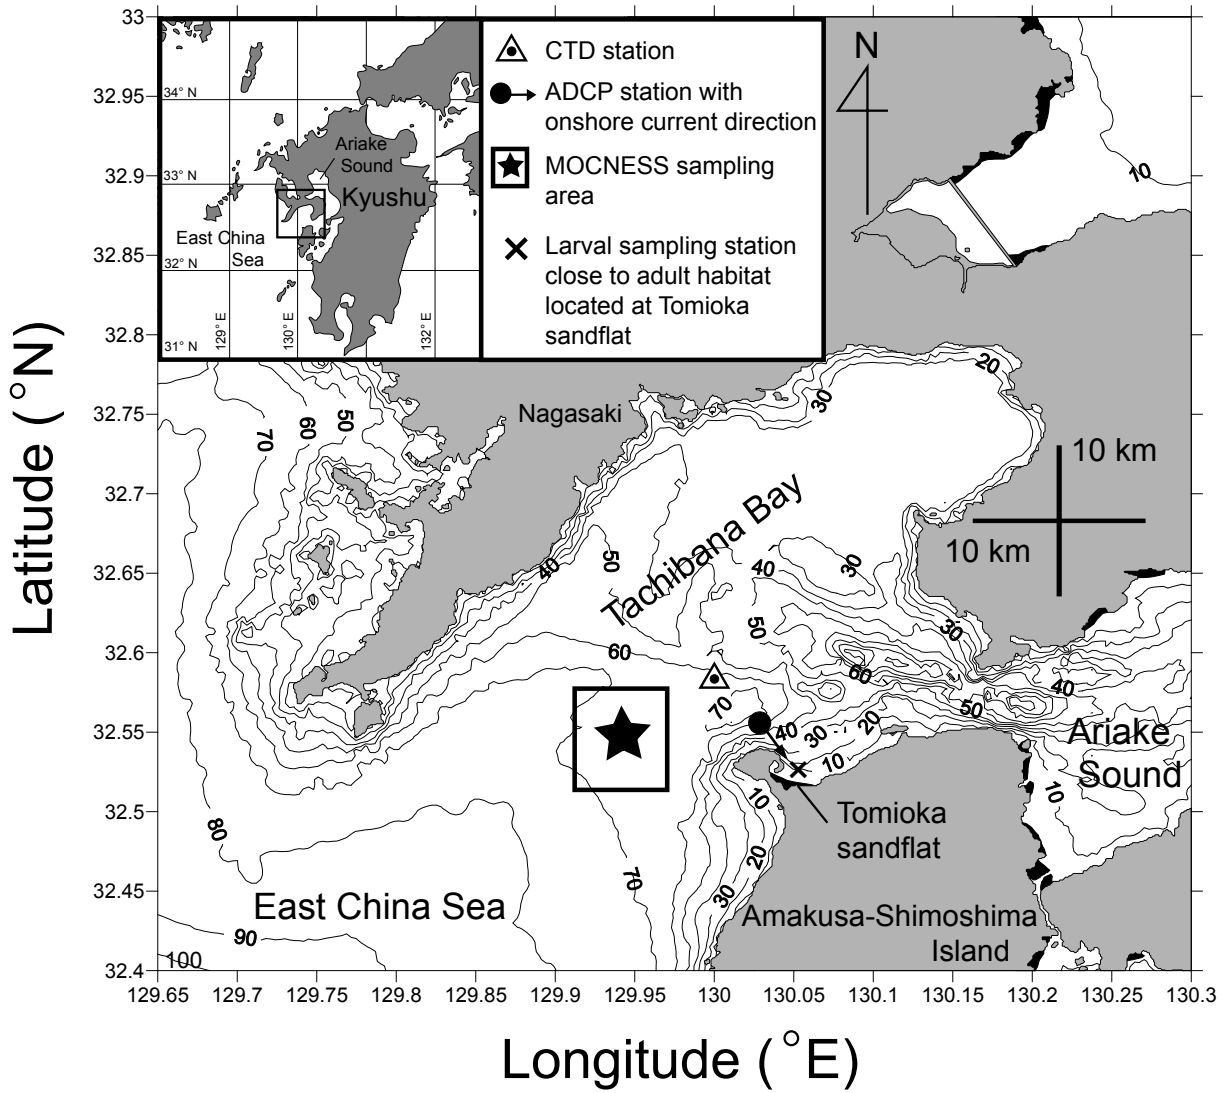 33
32.95
32.9
32.85
32.8
32.75
32.7
32.65
32.6
32.55
32.5
32.45
32.4
Latitude (°N)
34° N
33° N
32° N
31° N
129° E
130° E
132° E
Ariake
Sound
Kyushu
East China
Sea
CTD station
ADCP station with
onshore current direction
MOCNESS sampling
area
Larval sampling station
close to adult habitat
located at Tomioka
sandflat
N
10
20
30
Nagasaki
50
60
70
10 km
10 km
Tachibana Bay
40
50
40
30
50
30
60
60
40
50
70
40
30
20
10
Ariake
Sound
10
10
Tomioka
sandflat
80
70
20
30
East China Sea
Amakusa-Shimoshima
Island
90
100
129.65 129.7 129.75 129.8 129.85 129.9 129.95 130 130.05 130.1 130.15 130.2 130.25 130.3
Longitude (°E)